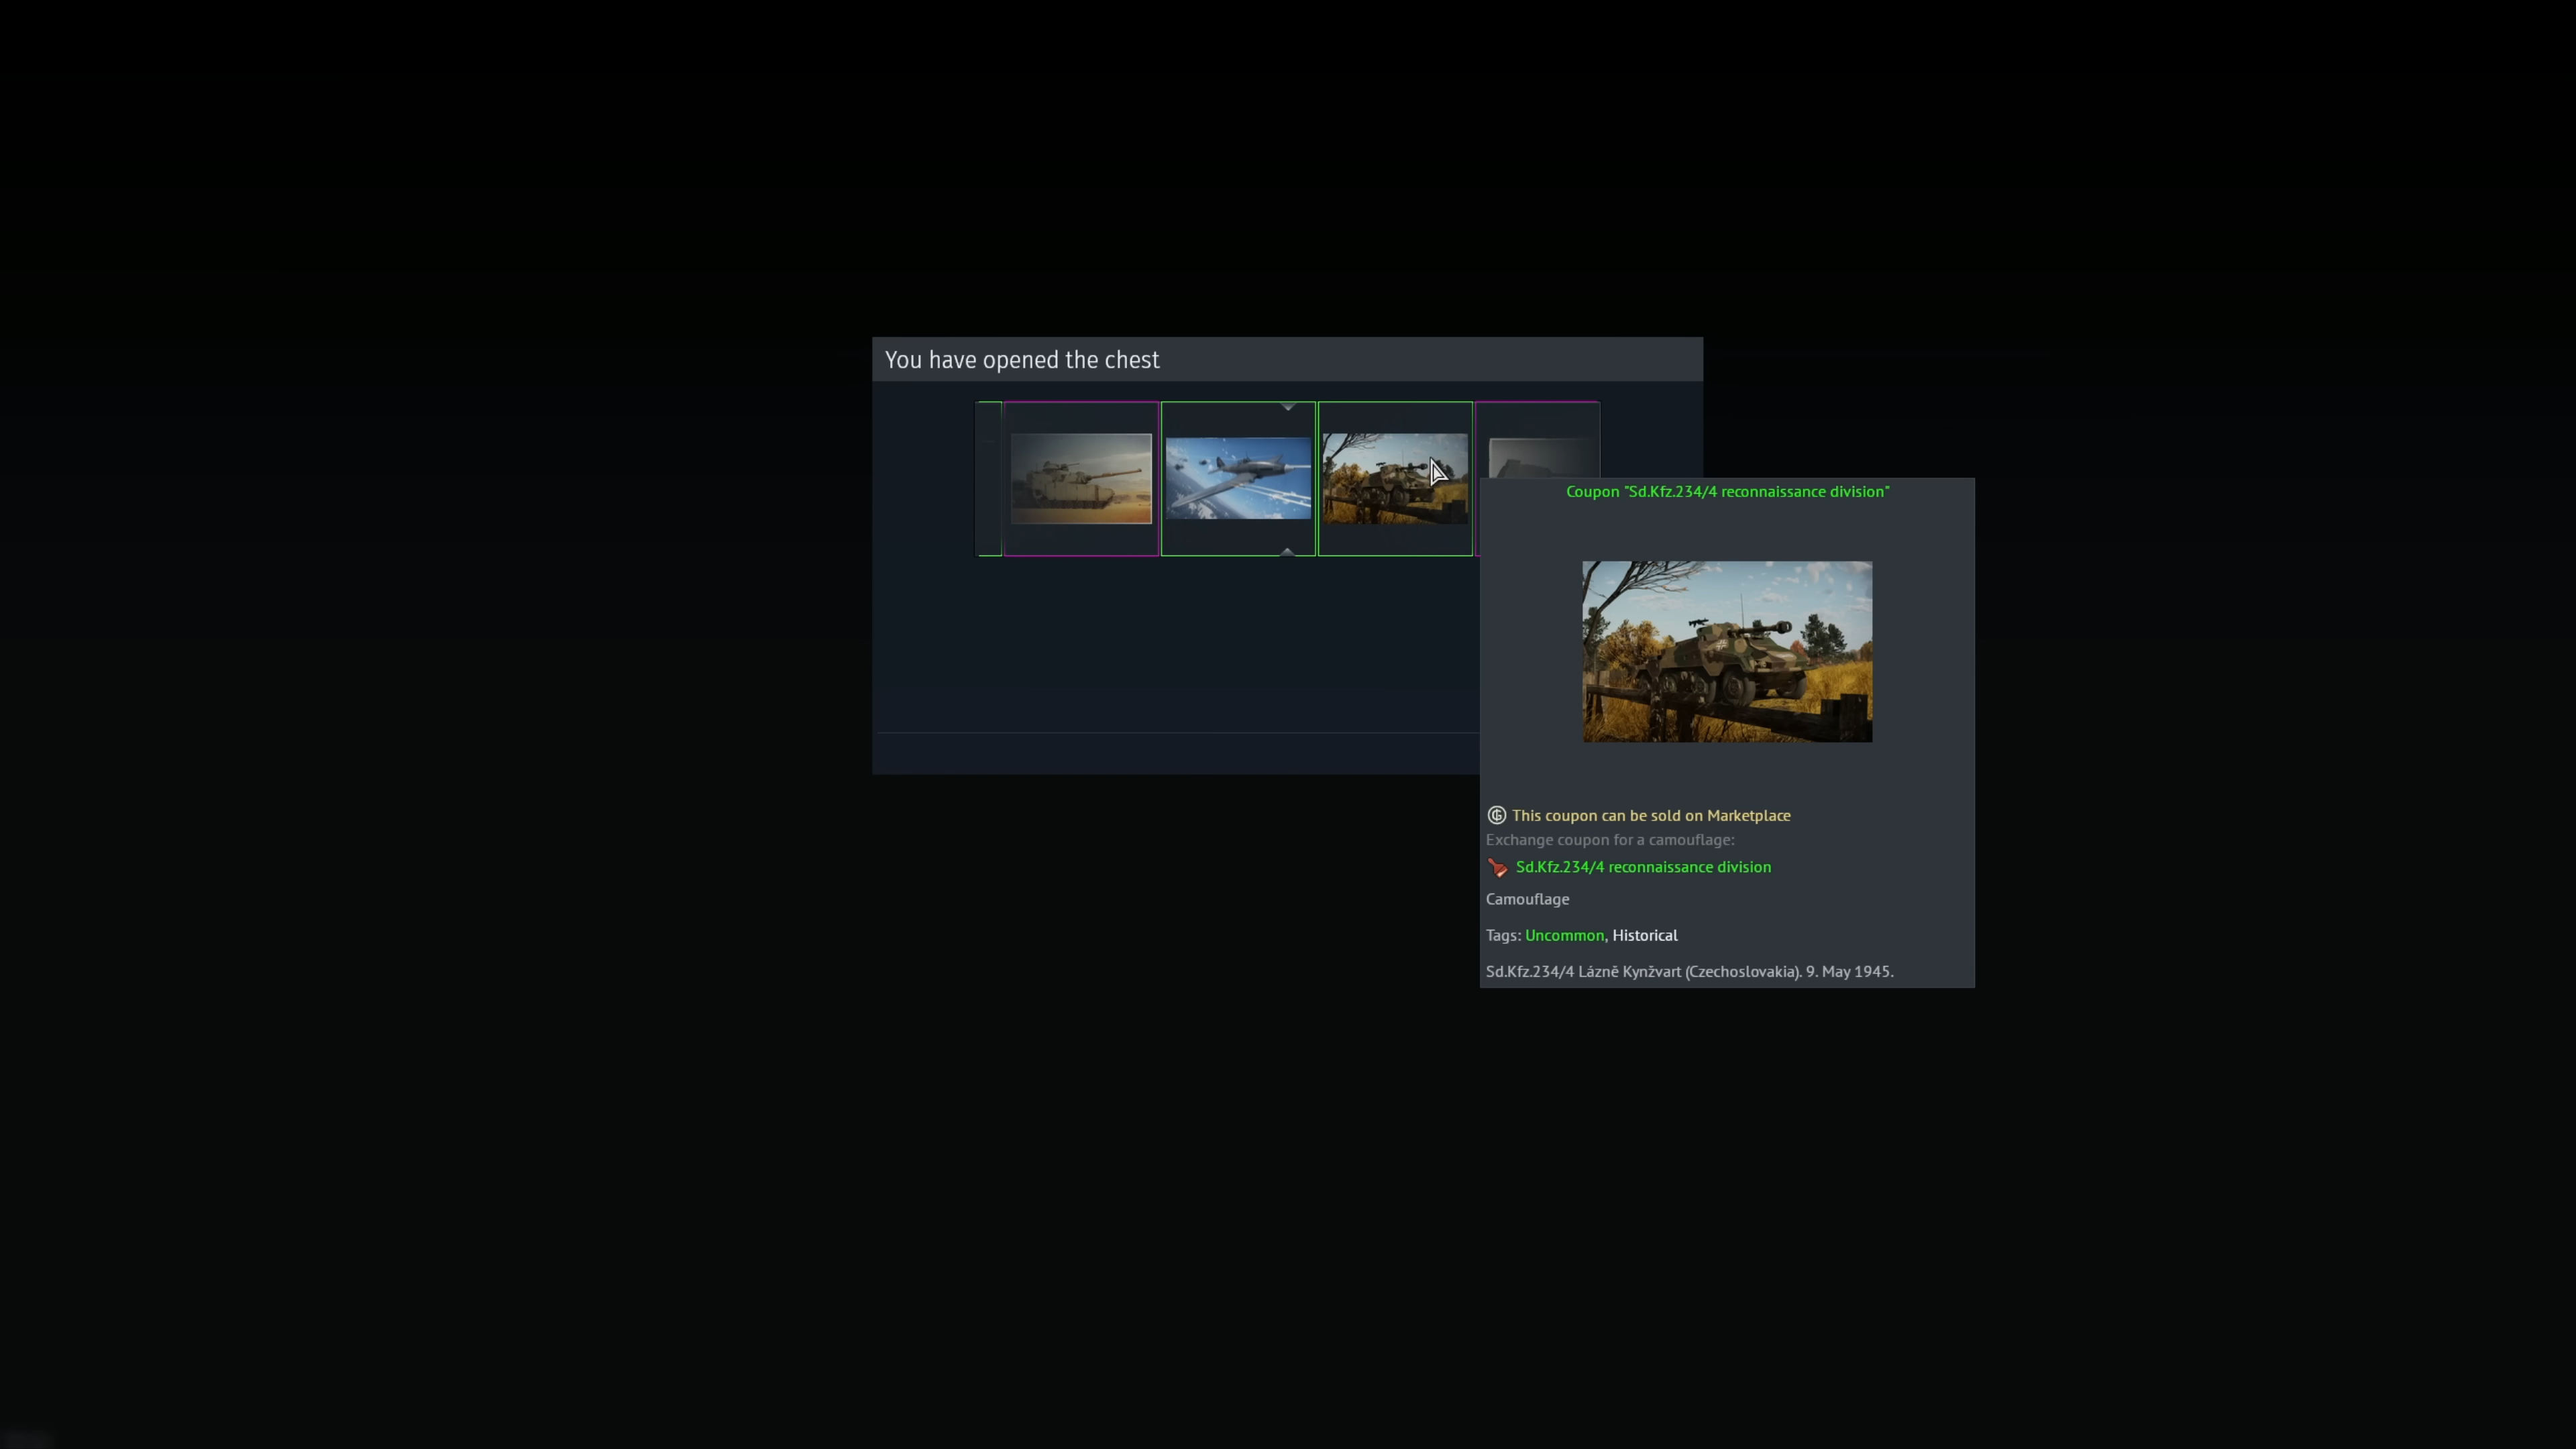 You have opened the chest
Coupon "Sd.Kfz.234/4 reconnaissance division"
This coupon can be sold on Marketplace
Exchange coupon for a camouflage:
Sd.Kfz.234/4 reconnaissance division
Camouflage
Tags: Uncommon, Historical
Sd.Kfz.234/4 Lázně Kynžvart (Czechoslovakia). 9. May 1945.